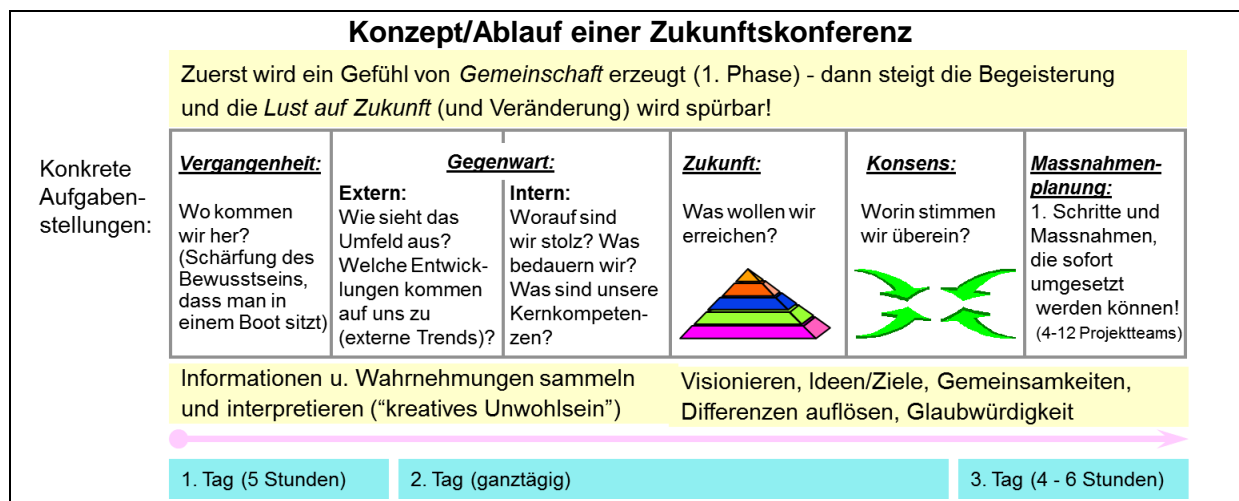 Konzept/Ablauf einer Zukunftskonferenz
Zuerst wird ein Gefühl von Gemeinschaft erzeugt (1. Phase) - dann steigt die Begeisterung
und die Lust auf Zukunft (und Veränderung) wird spürbar!
Konkrete
Aufgaben-
stellungen:
Vergangenheit:
Wo kommen
wir her?
(Schärfung des
Bewusstseins,
dass man in
einem Boot sitzt)
Gegenwart:
Extern:
Wie sieht das
Umfeld aus?
Welche Entwick-
lungen kommen
auf uns zu
(externe Trends)?
Intern:
Worauf sind
wir stolz? Was
bedauern wir?
Was sind unsere
Kernkompeten-
zen?
Zukunft:
Was wollen wir
erreichen?
Konsens:
Worin stimmen
wir überein?
Massnahmen-
planung:
1. Schritte und
Massnahmen,
die sofort
umgesetzt
werden können!
(4-12 Projektteams)
Informationen u. Wahrnehmungen sammeln
und interpretieren (“kreatives Unwohlsein”)
Visionieren, Ideen/Ziele, Gemeinsamkeiten,
Differenzen auflösen, Glaubwürdigkeit
1. Tag (5 Stunden)
2. Tag (ganztägig)
3. Tag (4 - 6 Stunden)